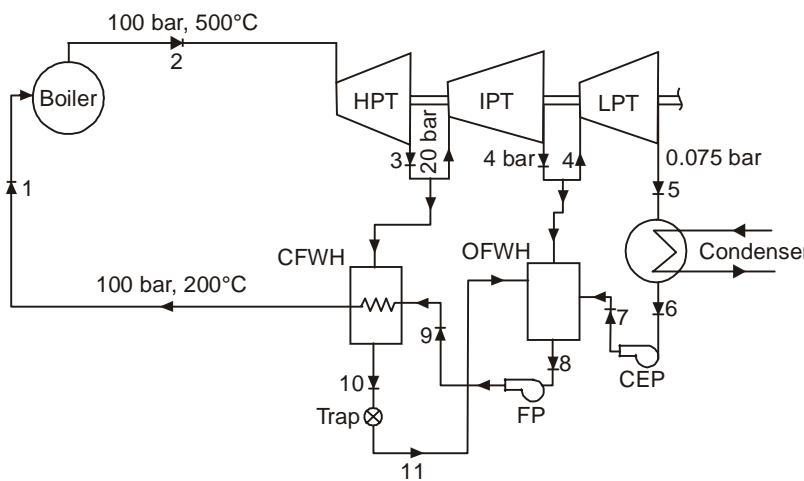 100 bar, 500°C
2
Boiler
HPT
IPT
LPT
3
20 bar
4 bar
4
0.075 bar
1
5
CFWH
OFWH
Condenser
100 bar, 200°C
9
7
6
10
8
CEP
Trap
FP
11